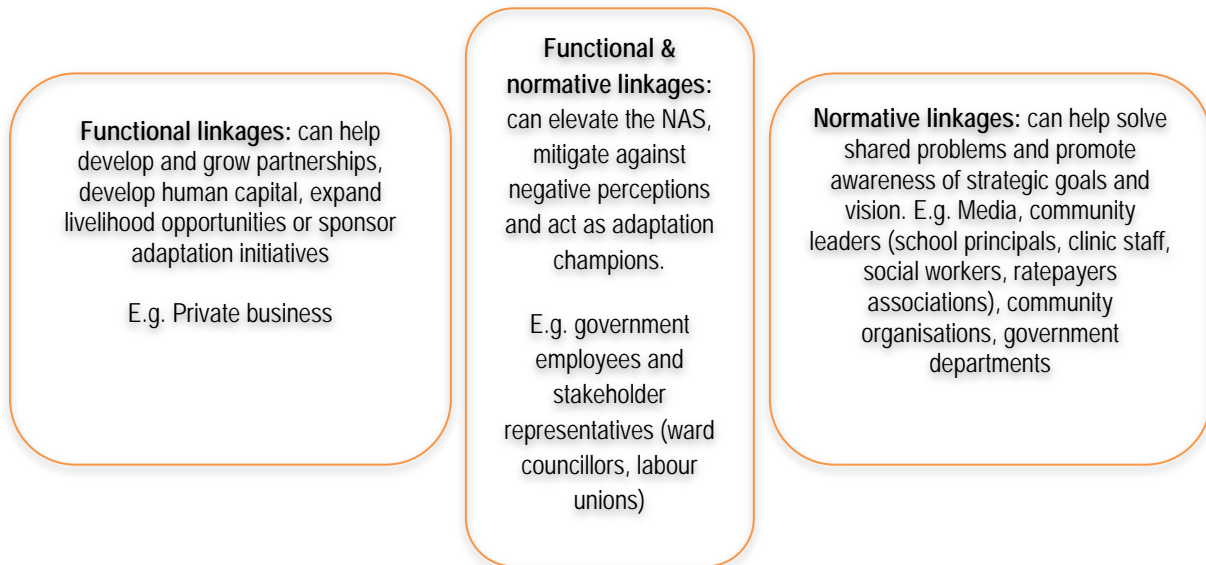 Functional linkages: can help
develop and grow partnerships,
develop human capital, expand
livelihood opportunities or sponsor
adaptation initiatives
E.g. Private business
Functional &
normative linkages:
can elevate the NAS,
mitigate against
negative perceptions
and act as adaptation
champions.
E.g. government
employees and
stakeholder
representatives (ward
councillors, labour
unions)
Normative linkages: can help solve
shared problems and promote
awareness of strategic goals and
vision. E.g. Media, community
leaders (school principals, clinic staff,
social workers, ratepayers
associations), community
organisations, government
departments